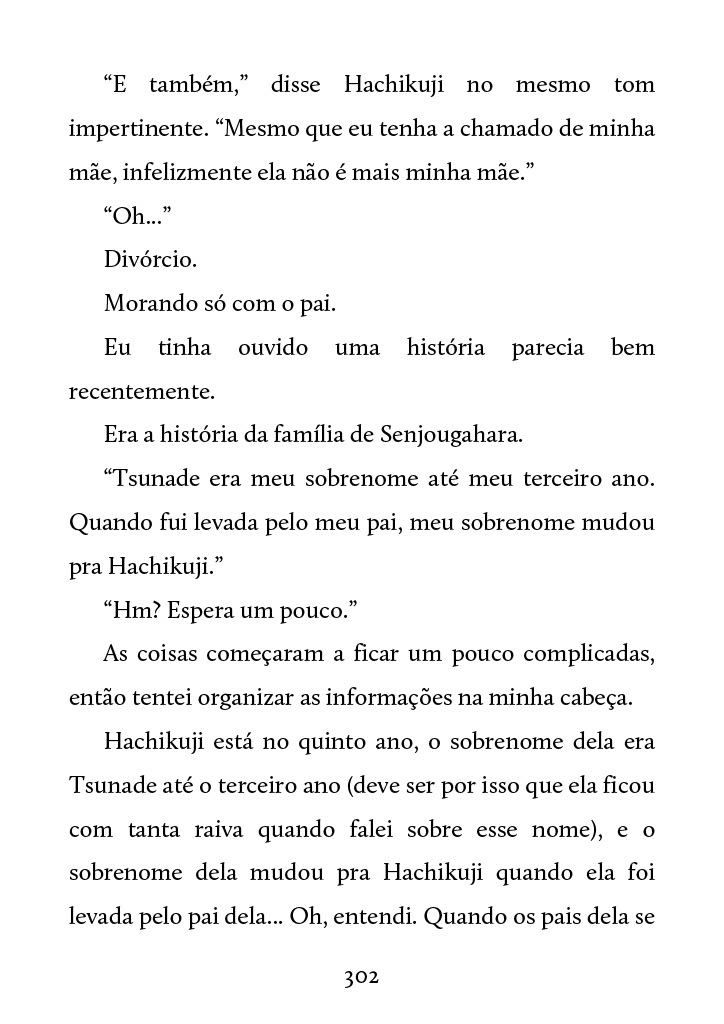 “E também,” disse Hachikuji no mesmo tom
impertinente. “Mesmo que eu tenha a chamado de minha
mãe, infelizmente ela não é mais minha mãe.”
“Oh...”
Divórcio.
Morando só com o pai.
Eu tinha ouvido uma história parecia bem
recentemente.
Era a história da família de Senjougahara.
“Tsunade era meu sobrenome até meu terceiro ano.
Quando fui levada pelo meu pai, meu sobrenome mudou
pra Hachikuji.”
“Hm? Espera um pouco.”
As coisas começaram a ficar um pouco complicadas,
então tentei organizar as informações na minha cabeça.
Hachikuji está no quinto ano, o sobrenome dela era
Tsunade até o terceiro ano (deve ser por isso que ela ficou
com tanta raiva quando falei sobre esse nome), e o
sobrenome dela mudou pra Hachikuji quando ela foi
levada pelo pai dela... Oh, entendi. Quando os pais dela se
302